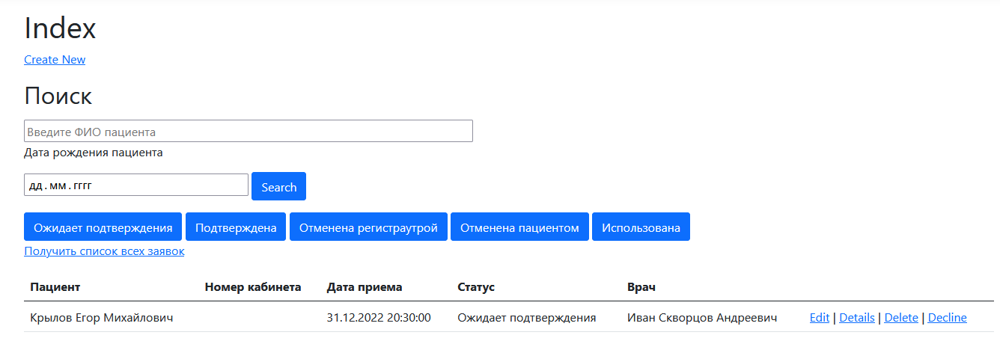 Index
Create New
Поиск
Введите ФИО пациента
Дата рождения пациента
дд.мм.гггг Search
Ожидает подтверждения Подтверждена Отменена регистраутрой Отменена пациентом Использована
Получить список всех заявок
Пациент Номер кабинета Дата приема Статус Врач
Крылов Егор Михайлович 31.12.2022 20:30:00 Ожидает подтверждения Иван Скворцов Андреевич Edit | Details | Delete | Decline